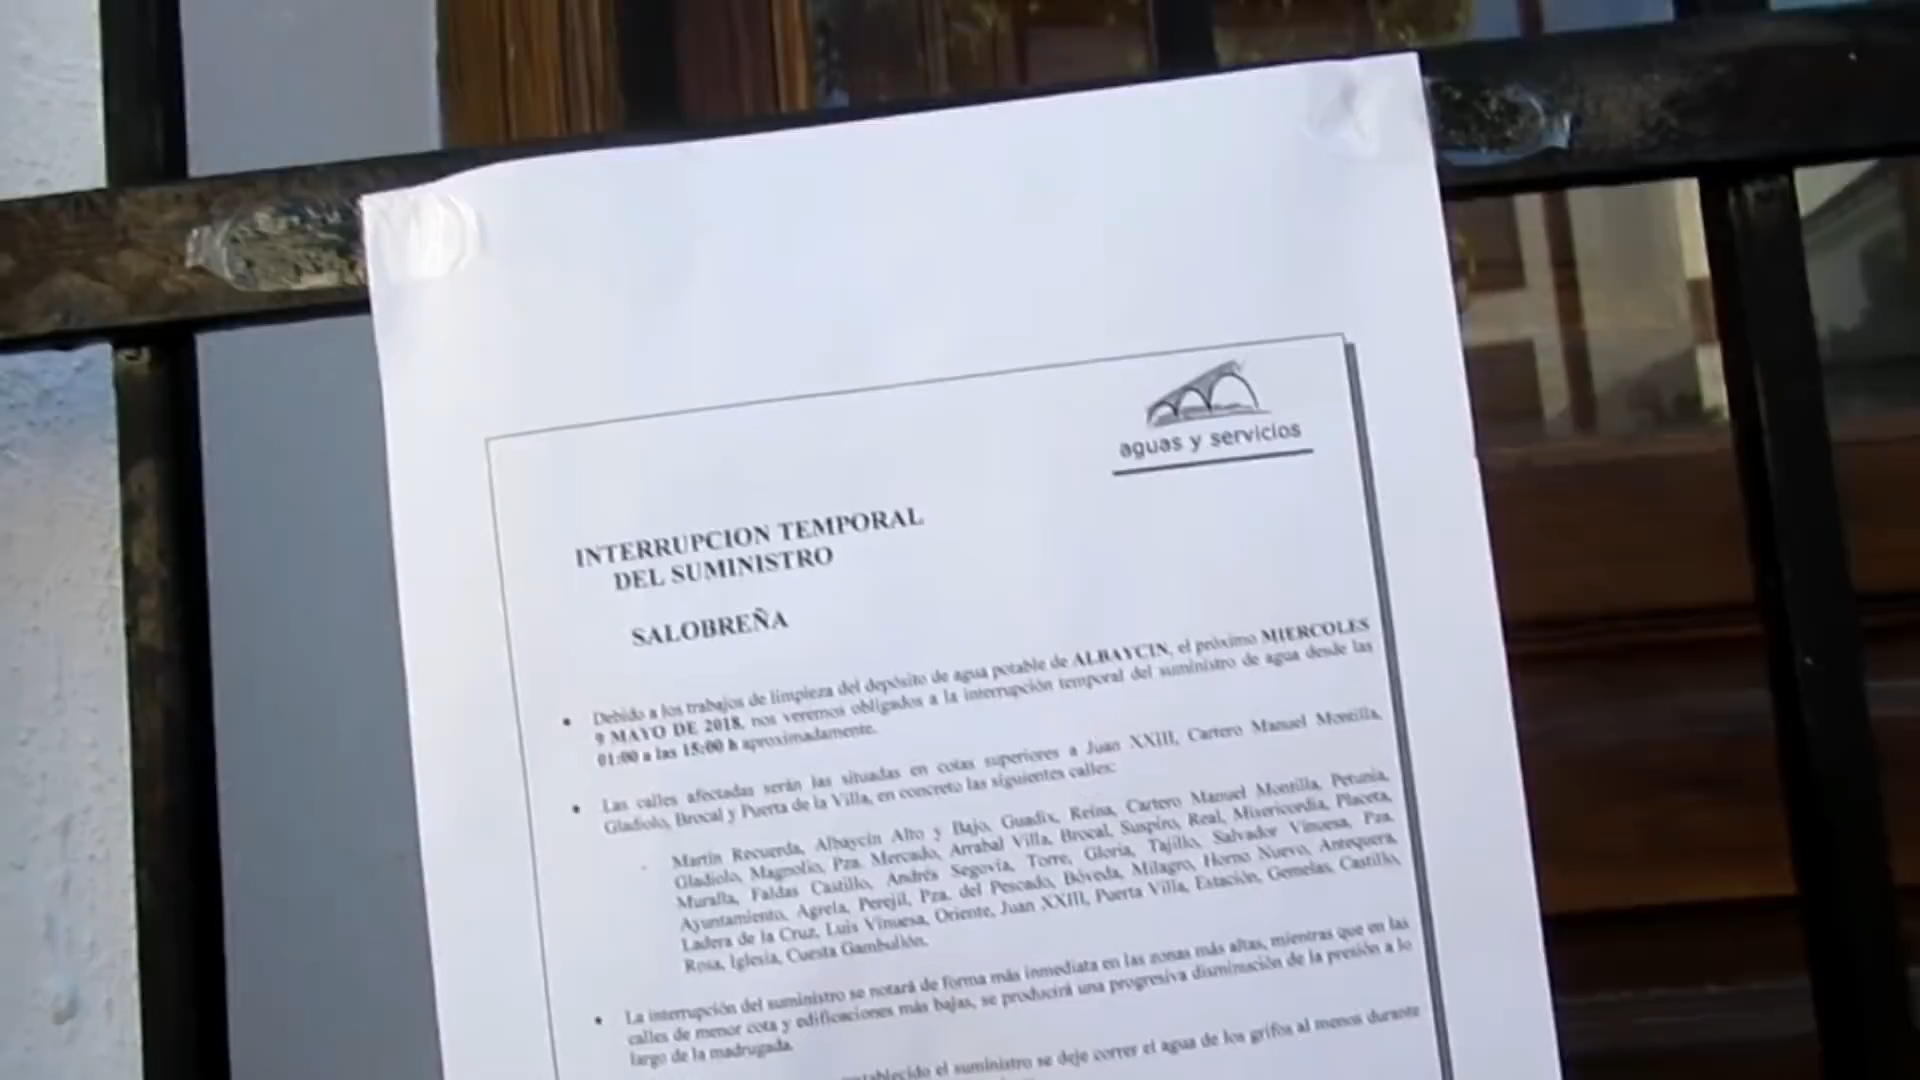 aguas y servicios
INTERRUPCION TEMPORAL
DEL SUMINISTRO
SALOBREÑA
• Debido a los trabajos de limpieza del depósito de agua potable de ALBAYCIN, el próximo MIERCOLES
9 MAYO DE 2018, nos veremos obligados a la interrupción temporal del suministro de agua desde las
01:00 a las 15:00 h aproximadamente.
• Las calles afectadas serán las situadas en cotas superiores a Juan XXIII, Cartero Manuel Montilla,
Gladiolo, Brocal y Puerta de la Villa, en concreto las siguientes calles:
- Martín Recuerda, Albaycín Alto y Bajo, Guadix, Reina, Cartero Manuel Montilla, Petunia,
Gladiolo, Magnolio, Pza. Mercado, Arrabal Villa, Brocal, Suspiro, Real, Misericordia, Placeta,
Muralla, Faldas Castillo, Andrés Segovia, Torre, Gloria, Tajillo, Salvador Vinuesa, Pza.
Ayuntamiento, Agrela, Perejil, Pza. del Pescado, Bóveda, Milagro, Horno Nuevo, Antequera,
Ladera de la Cruz, Luis Vinuesa, Oriente, Juan XXIII, Puerta Villa, Estación, Gemelas, Castillo,
Rosa, Iglesia, Cuesta Gambullón.
• La interrupción del suministro se notará de forma más inmediata en las zonas más altas, mientras que en las
calles de menor cota y edificaciones más bajas, se producirá una progresiva disminución de la presión a lo
largo de la madrugada.
el suministro se deje correr el agua de los grifos al menos durante